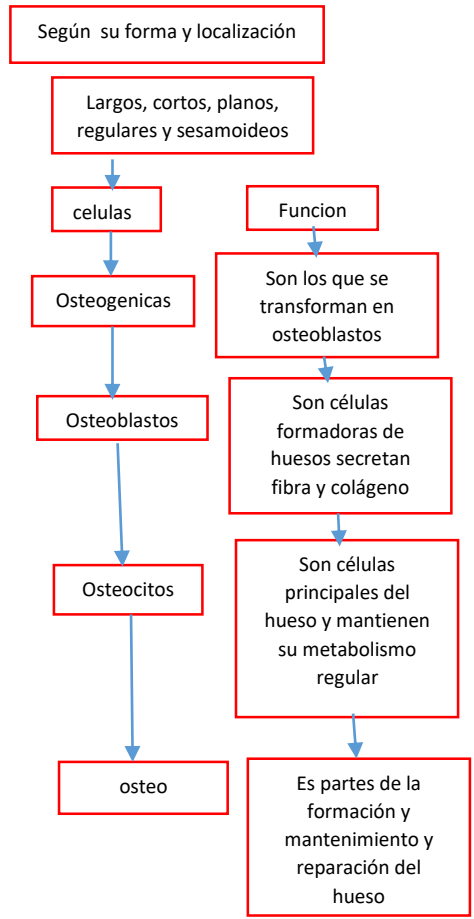 Según su forma y localización
Largos, cortos, planos,
regulares y sesamoideos
celulas
Funcion
Osteogenicas
Son los que se
transforman en
osteoblastos
Osteoblastos
Son células
formadoras de
huesos secretan
fibra y colágeno
Osteocitos
Son células
principales del
hueso y mantienen
su metabolismo
regular
osteo
Es partes de la
formación y
mantenimiento y
reparación del
hueso